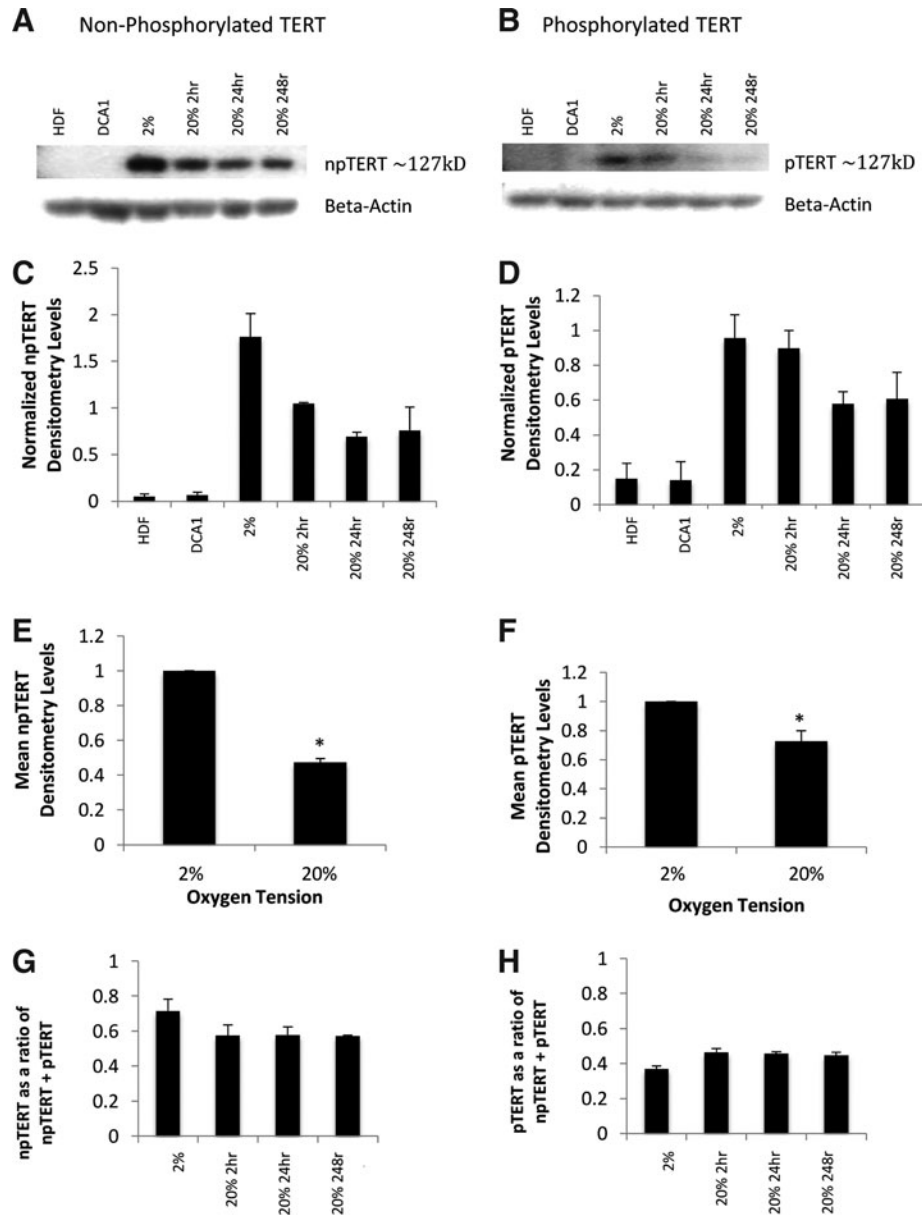 A Non-Phosphorylated TERT
HDF DCA1 2% 20% 2hr 20% 24hr 20% 248r
npTERT ~127kD
Beta-Actin
B Phosphorylated TERT
HDF DCA1 2% 20% 2hr 20% 24hr 20% 248r
pTERT ~127kD
Beta-Actin
C
Normalized npTERT
Densitometry Levels
2.5
2
1.5
1
0.5
0
HDF DCA1 2% 20% 2hr 20% 24hr 20% 248r
D
Normalized pTERT
Densitometry Levels
1.2
1
0.8
0.6
0.4
0.2
0
HDF DCA1 2% 20% 2hr 20% 24hr 20% 248r
E
Mean npTERT
Densitometry Levels
1.2
1
0.8
0.6
0.4
0.2
0
*
2% 20%
Oxygen Tension
F
Mean pTERT
Densitometry Levels
1.2
1
0.8
0.6
0.4
0.2
0
*
2% 20%
Oxygen Tension
G
npTERT as a ratio of
npTERT + pTERT
1
0.8
0.6
0.4
0.2
0
2% 20% 2hr 20% 24hr 20% 248r
H
pTERT as a ratio of
npTERT + pTERT
1
0.8
0.6
0.4
0.2
0
2% 20% 2hr 20% 24hr 20% 248r